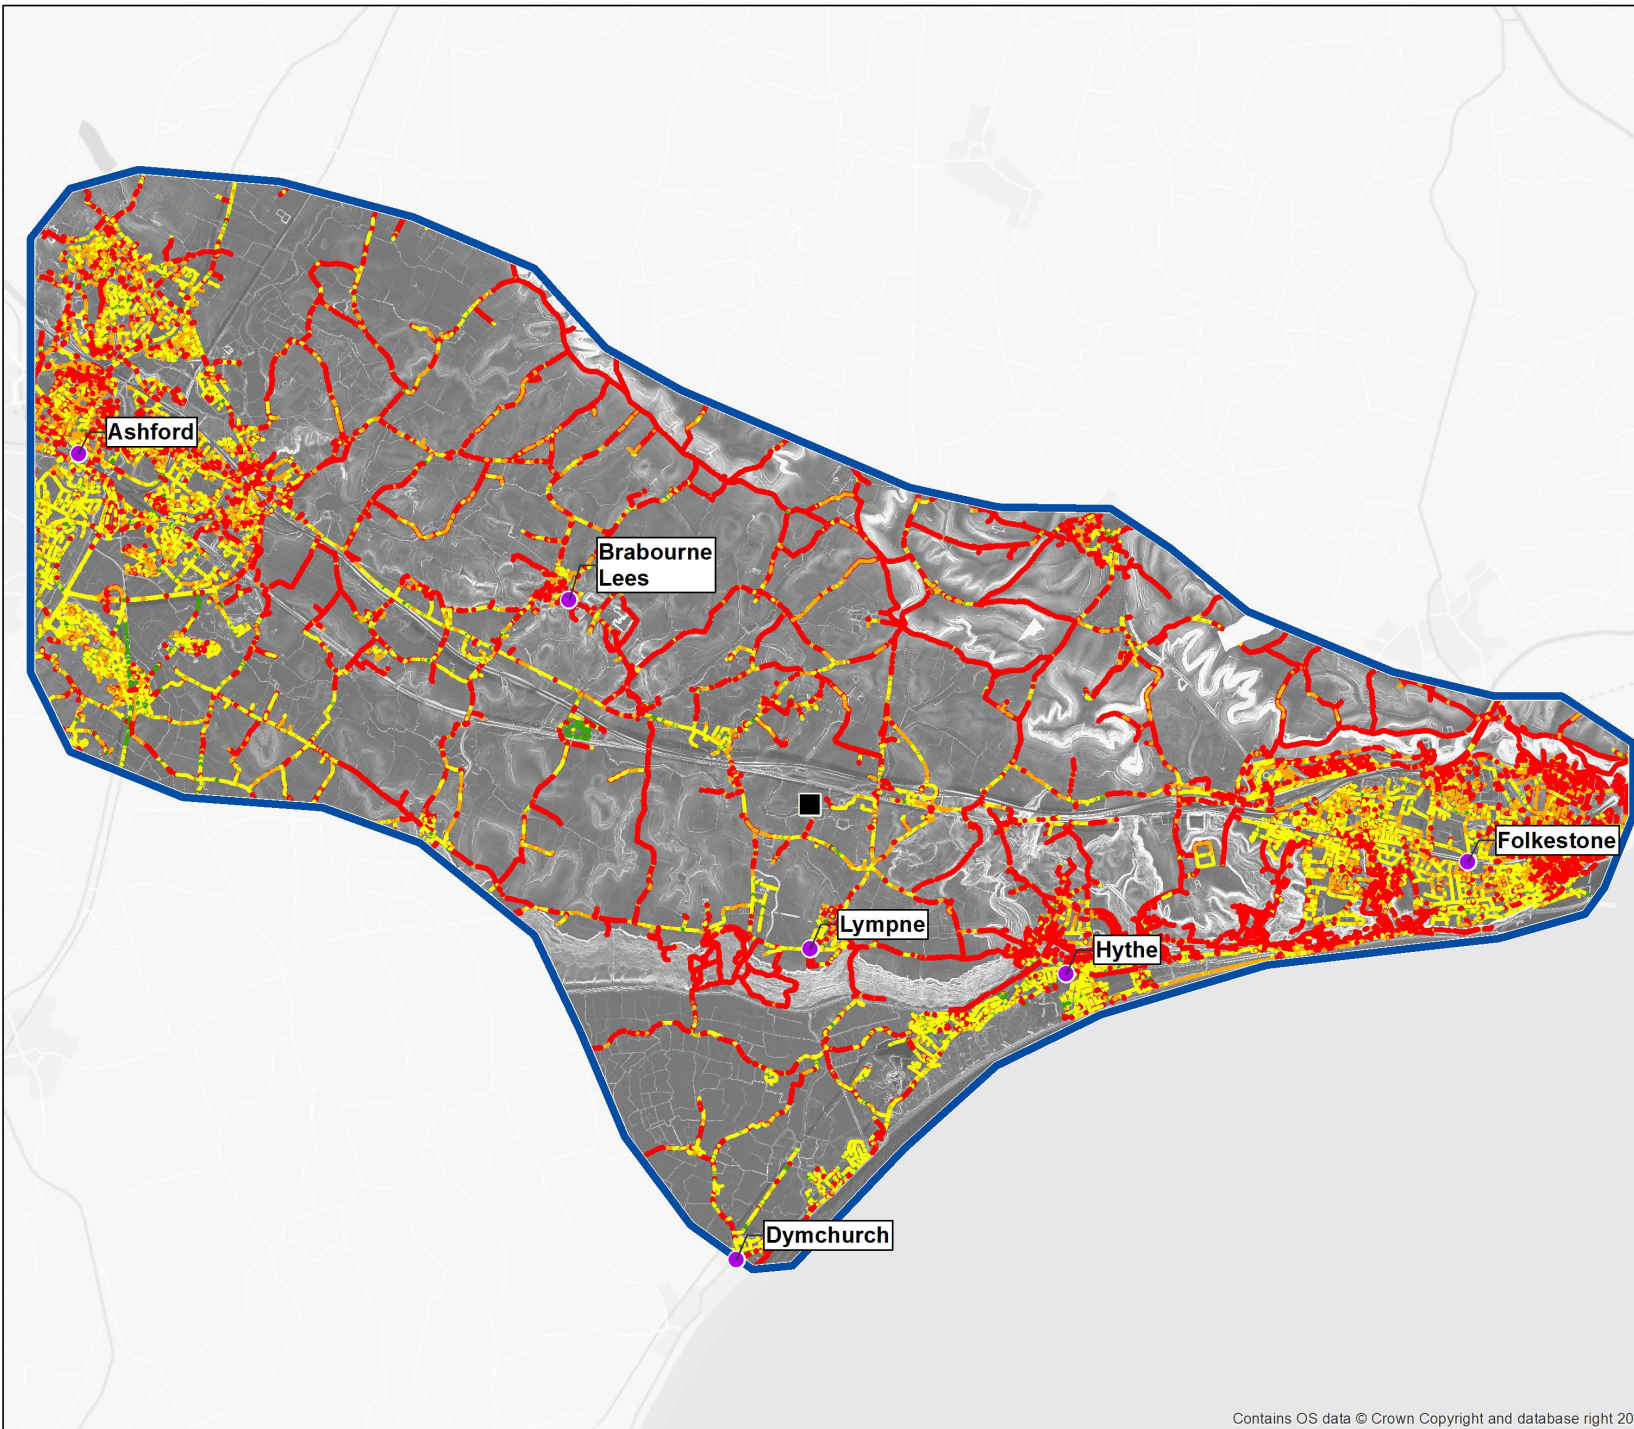 Ashford
Brabourne
Lees
Folkestone
Lympne
Hythe
Dymchurch
Contains OS data © Crown Copyright and database right 20